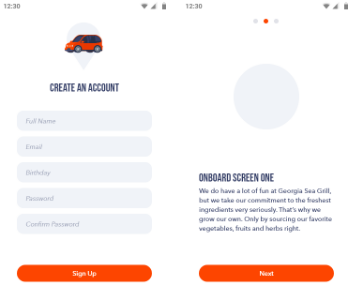 12:30
CREATE AN ACCOUNT
Full Name
Email
Birthday
Password
Confirm Password
Sign Up
12:30
ONBOARD SCREEN ONE
We do have a lot of fun at Georgia Sea Grill,
but we take our commitment to the freshest
ingredients very seriously. That's why we
grow our own. Only by sourcing our favorite
vegetables, fruits and herbs right.
Next